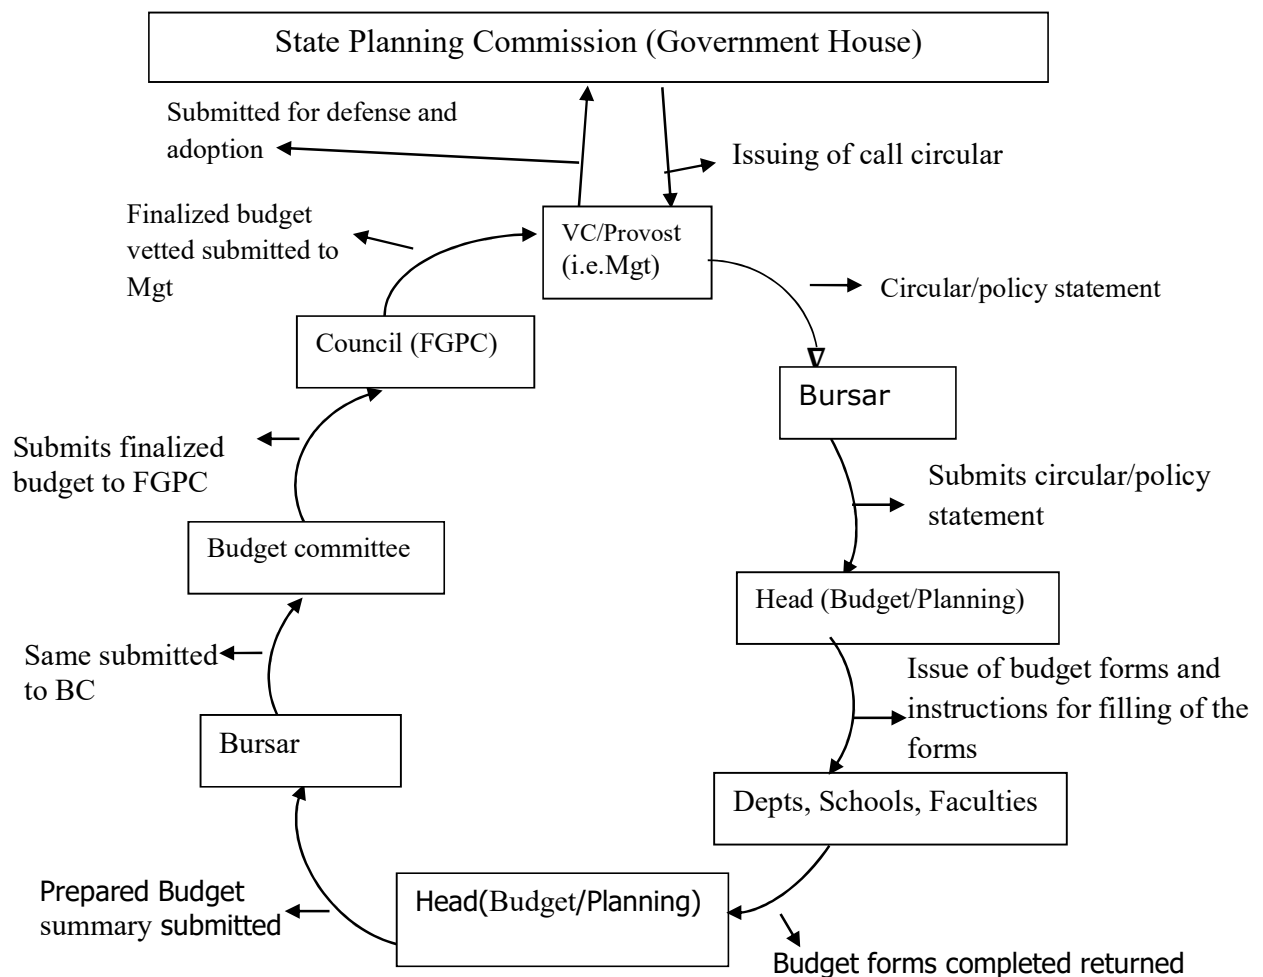 State Planning Commission (Government House)
Submitted for defense and
adoption
Issuing of call circular
Finalized budget
vetted submitted to
Mgt
VC/Provost
(i.e.Mgt)
Circular/policy statement
Council (FGPC)
Bursar
Submits finalized
budget to FGPC
Submits circular/policy
statement
Budget committee
Head (Budget/Planning)
Same submitted
to BC
Issue of budget forms and
instructions for filling of the
forms
Bursar
Depts, Schools, Faculties
Prepared Budget
summary submitted
Head(Budget/Planning)
Budget forms completed returned